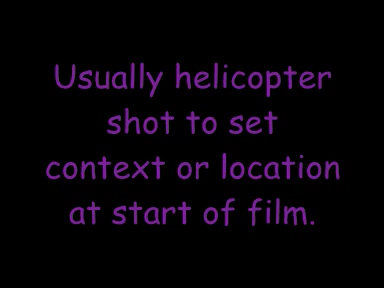 Usually helicopter
shot to set
context or location
at start of film.